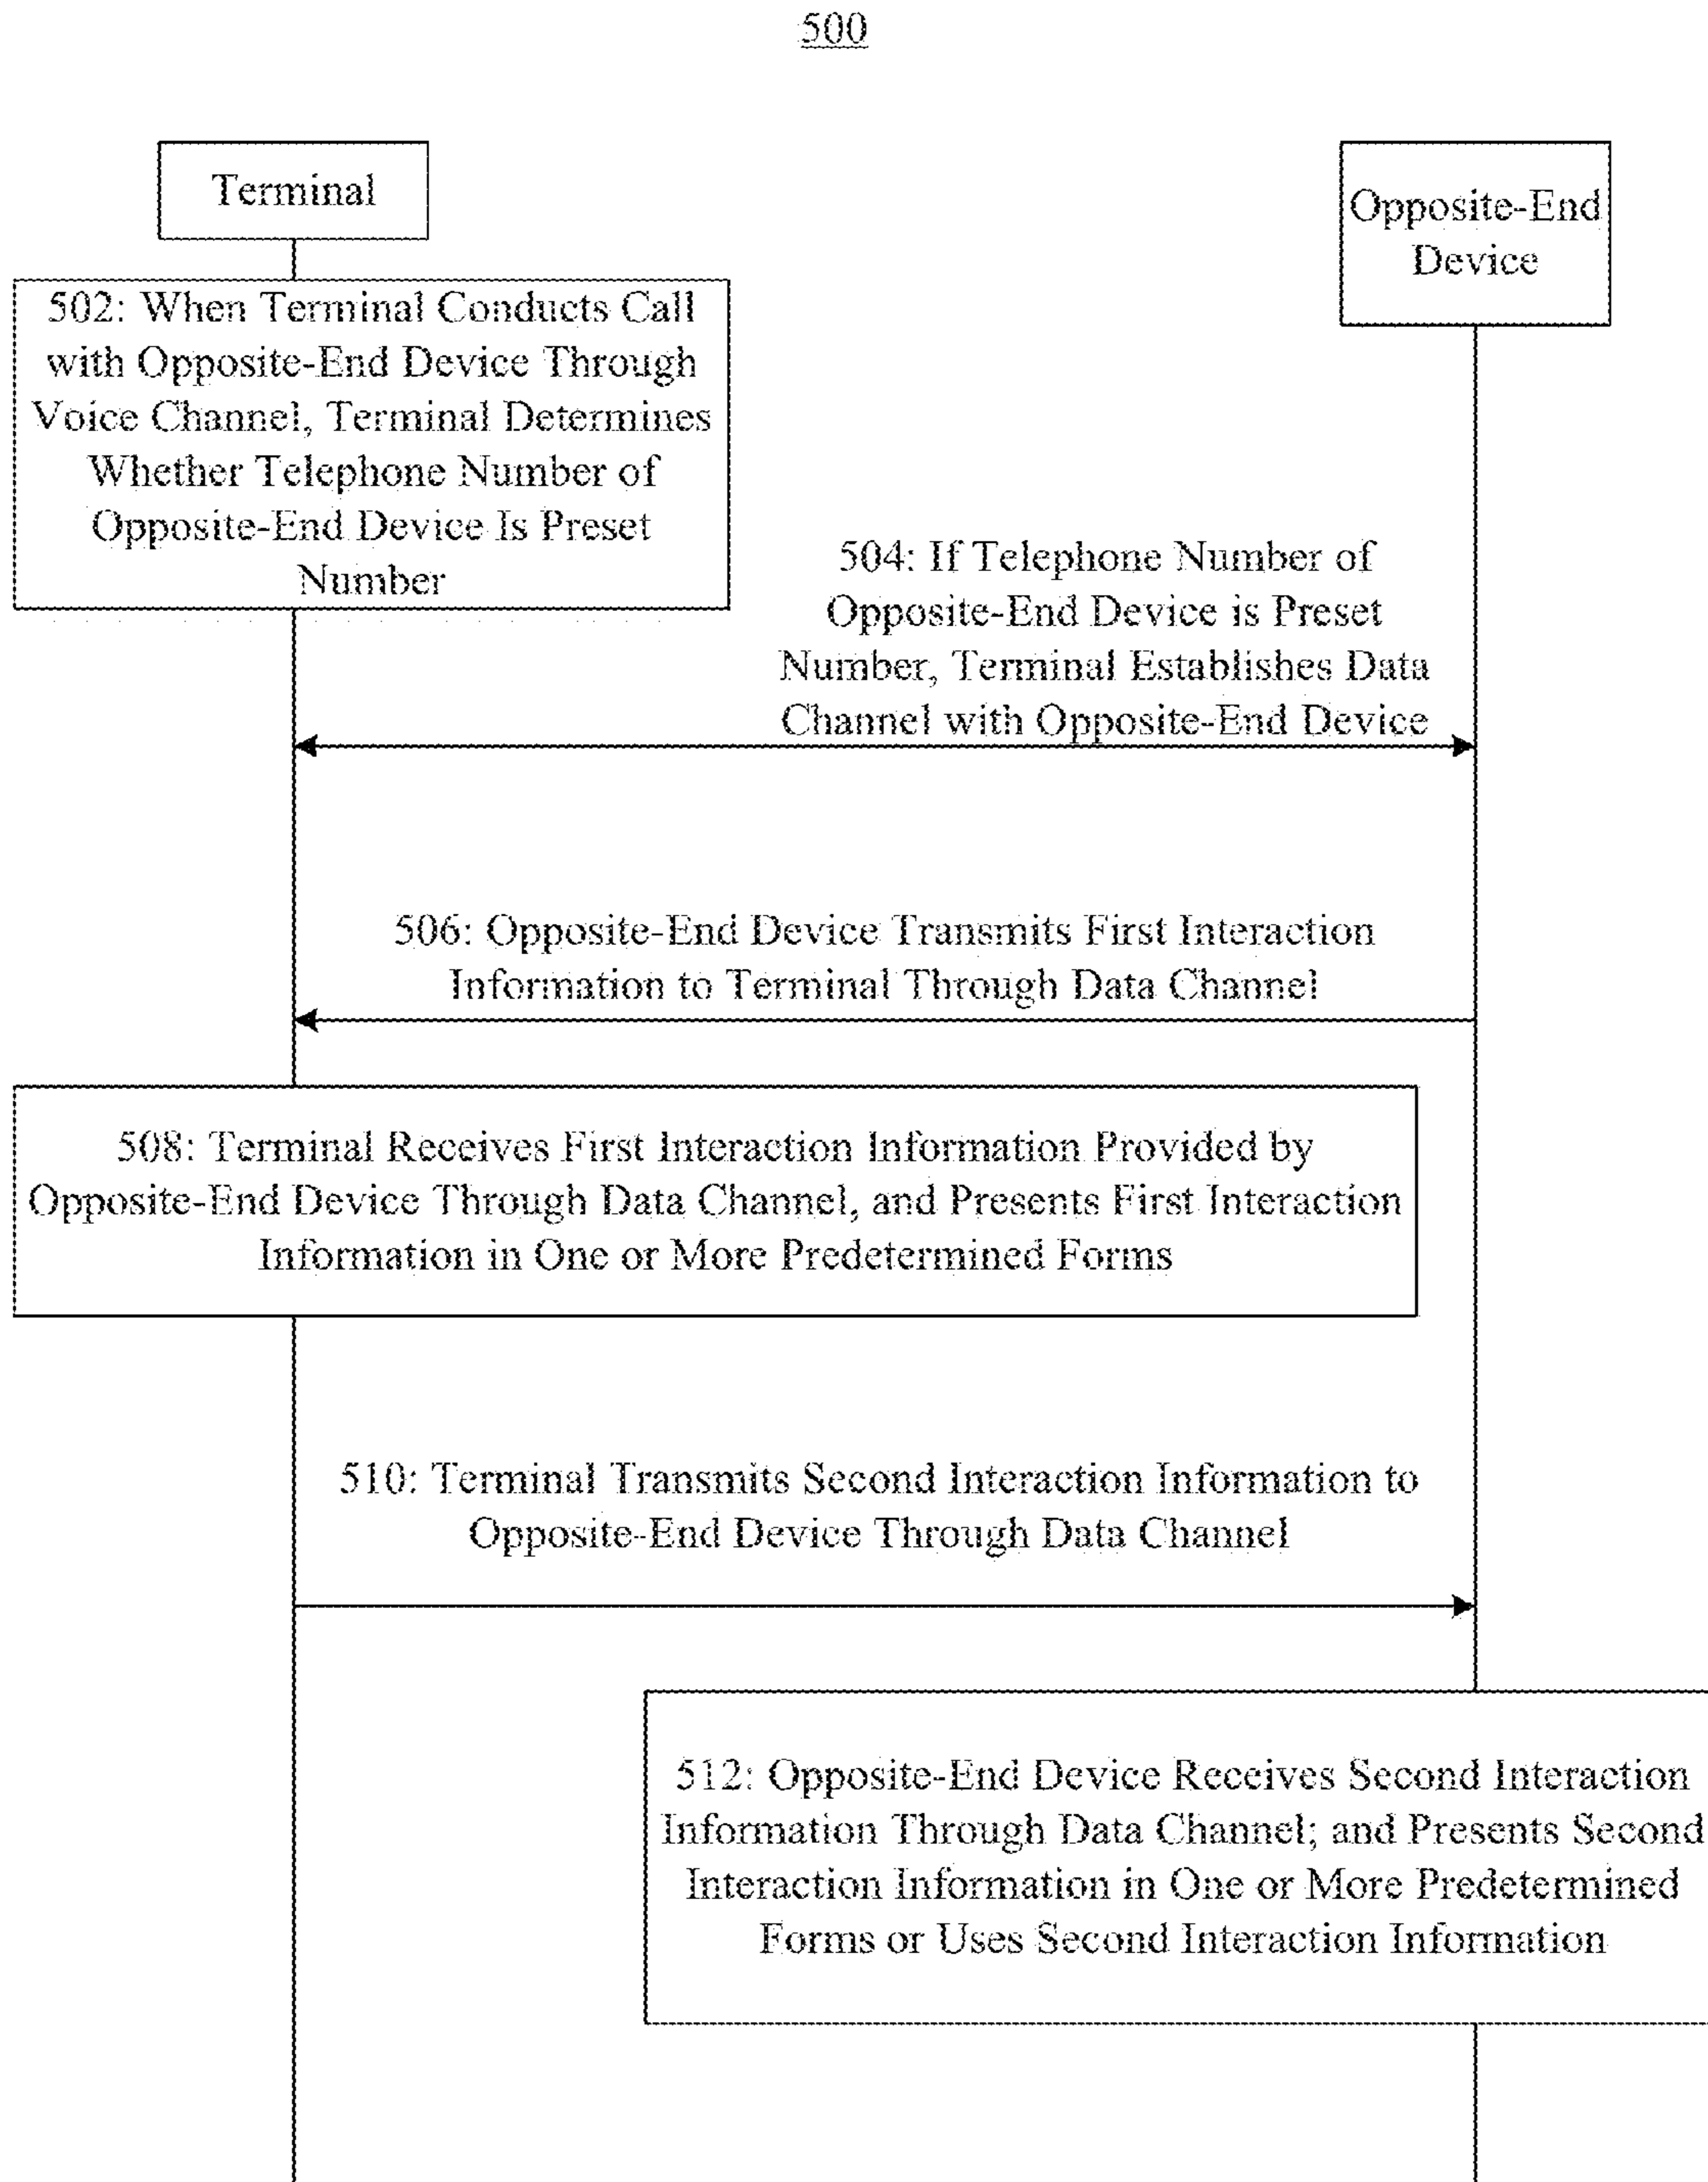 500
Terminal
Opposite-End
Device
502: When Terminal Conducts Call
with Opposite-End Device Through
Voice Channel, Terminal Determines
Whether Telephone Number of
Opposite-End Device Is Preset
Number
504: If Telephone Number of
Opposite-End Device is Preset
Number, Terminal Establishes Data
Channel with Opposite-End Device
506: Opposite-End Device Transmits First Interaction
Information to Terminal Through Data Channel
508: Terminal Receives First Interaction Information Provided by
Opposite-End Device Through Data Channel, and Presents First Interaction
Information in One or More Predetermined Forms
510: Terminal Transmits Second Interaction Information to
Opposite-End Device Through Data Channel
512: Opposite-End Device Receives Second Interaction
Information Through Data Channel; and Presents Second
Interaction Information in One or More Predetermined
Forms or Uses Second Interaction Information